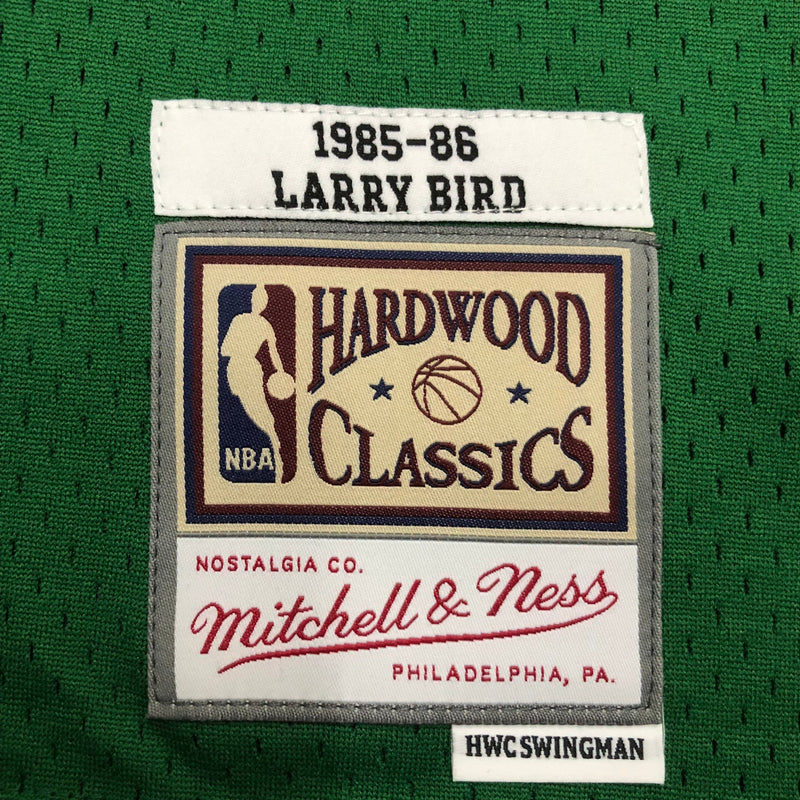 1985-86
LARRY BIRD
HARDWOOD
CLASSICS
NBA
NOSTALGIA CO.
Mitchell & Ness
PHILADELPHIA, PA.
HWC SWINGMAN